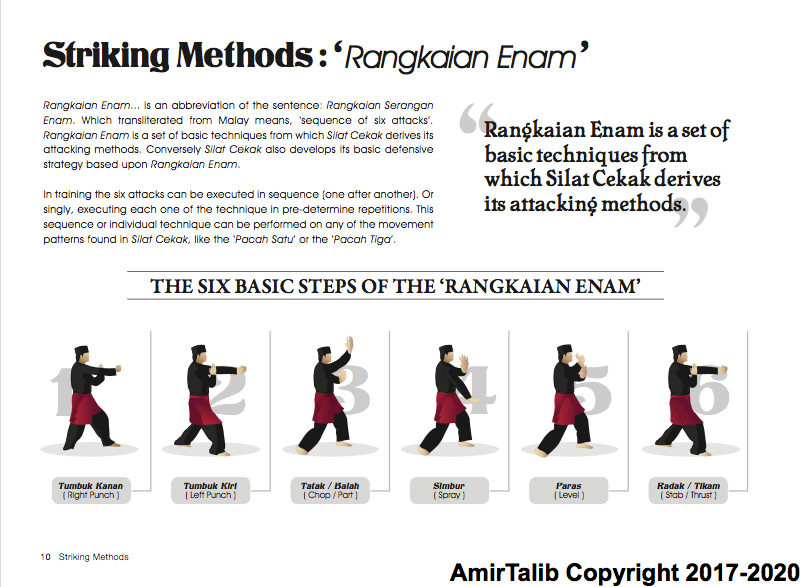 Striking Methods : ‘Rangkaian Enam’
Rangkaian Enam... is an abbreviation of the sentence: Rangkaian Serangan
Enam. Which transliterated from Malay means, ‘sequence of six attacks’.
Rangkaian Enam is a set of basic techniques from which Silat Cekak derives its
attacking methods. Conversely Silat Cekak also develops its basic defensive
strategy based upon Rangkaian Enam.
In training the six attacks can be executed in sequence (one after another). Or
singly, executing each one of the technique in pre-determine repetitions. This
sequence or individual technique can be performed on any of the movement
patterns found in Silat Cekak, like the ‘Pacah Satu’ or the ‘Pacah Tiga’.
“Rangkaian Enam is a set of
basic techniques from
which Silat Cekak derives
its attacking methods.”
THE SIX BASIC STEPS OF THE ‘RANGKAIAN ENAM’
1
2
3
4
5
6
Tumbuk Kanan
( Right Punch )
Tumbuk Kiri
( Left Punch )
Tatak / Balah
( Chop / Part )
Simbur
( Spray )
Paras
( Level )
Radak / Tikam
( Stab / Thrust )
10 Striking Methods
AmirTalib Copyright 2017-2020